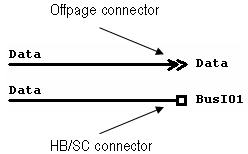 Offpage connector
Data
Data
Data
BusIO1
HB/SC connector